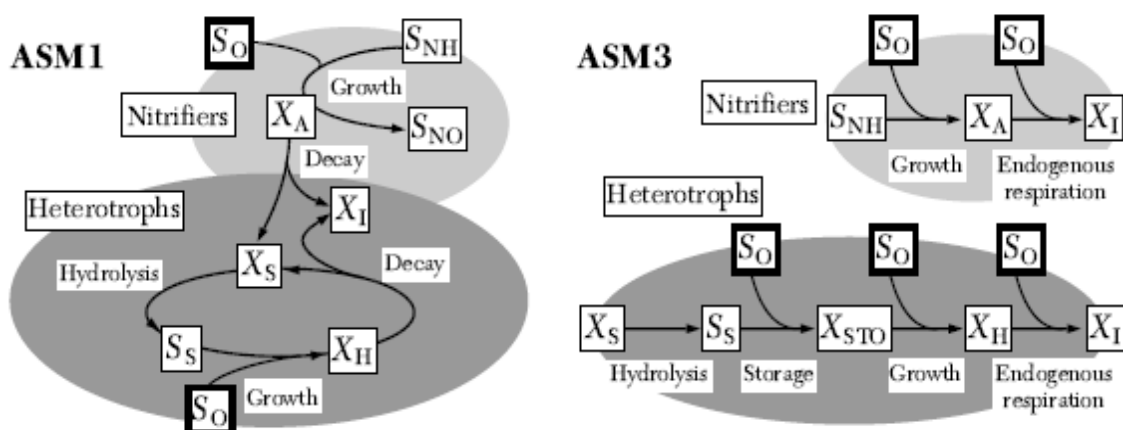 ASM1
S_O
S_NH
Growth
Nitrifiers
X_A
S_NO
Decay
Heterotrophs
X_I
X_S
Hydrolysis
Decay
S_S
X_H
S_O
Growth
ASM3
S_O
S_O
Nitrifiers
S_NH
X_A
X_I
Growth
Endogenous
respiration
Heterotrophs
S_O
S_O
S_O
X_S
S_S
X_STO
X_H
X_I
Hydrolysis
Storage
Growth
Endogenous
respiration